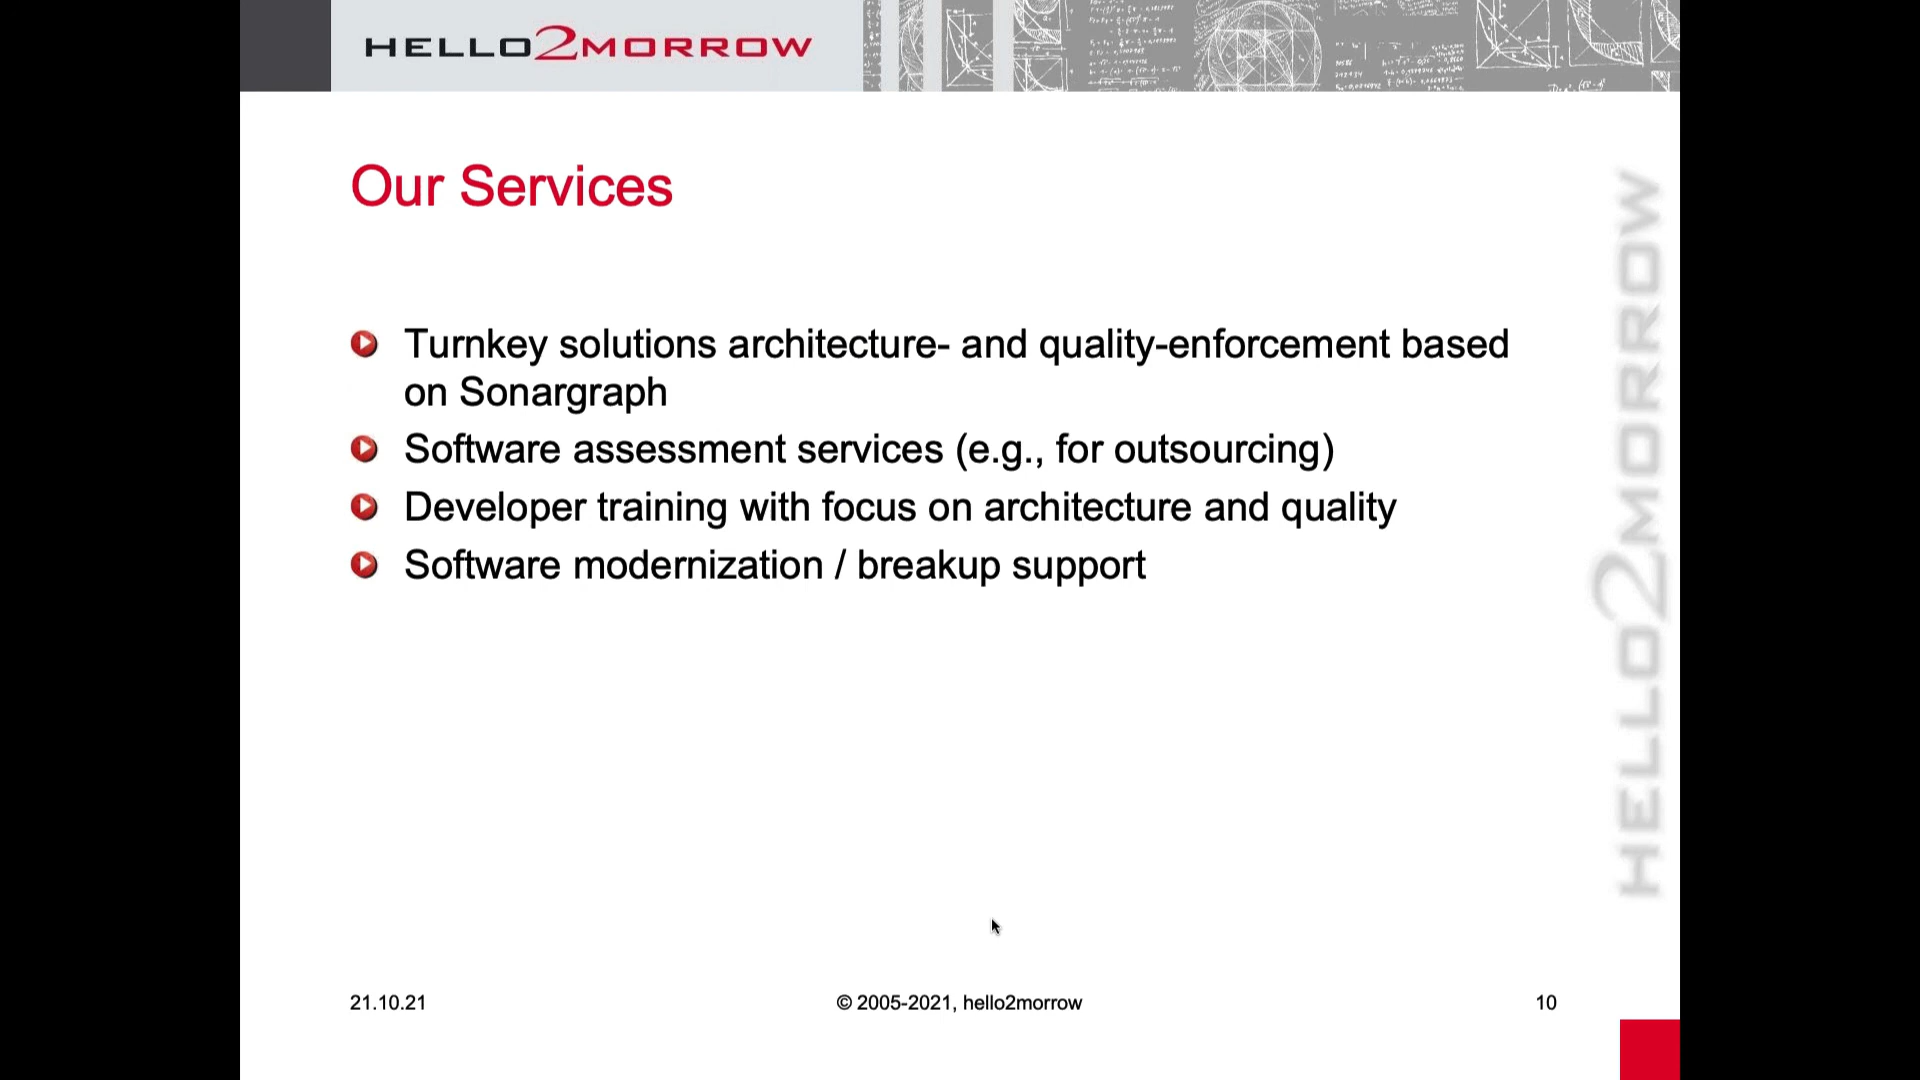 HELLO2MORROW
Our Services
Turnkey solutions architecture- and quality-enforcement based
on Sonargraph
Software assessment services (e.g., for outsourcing)
Developer training with focus on architecture and quality
Software modernization / breakup support
HELLO2MORROW
21.10.21
© 2005-2021, hello2morrow
10